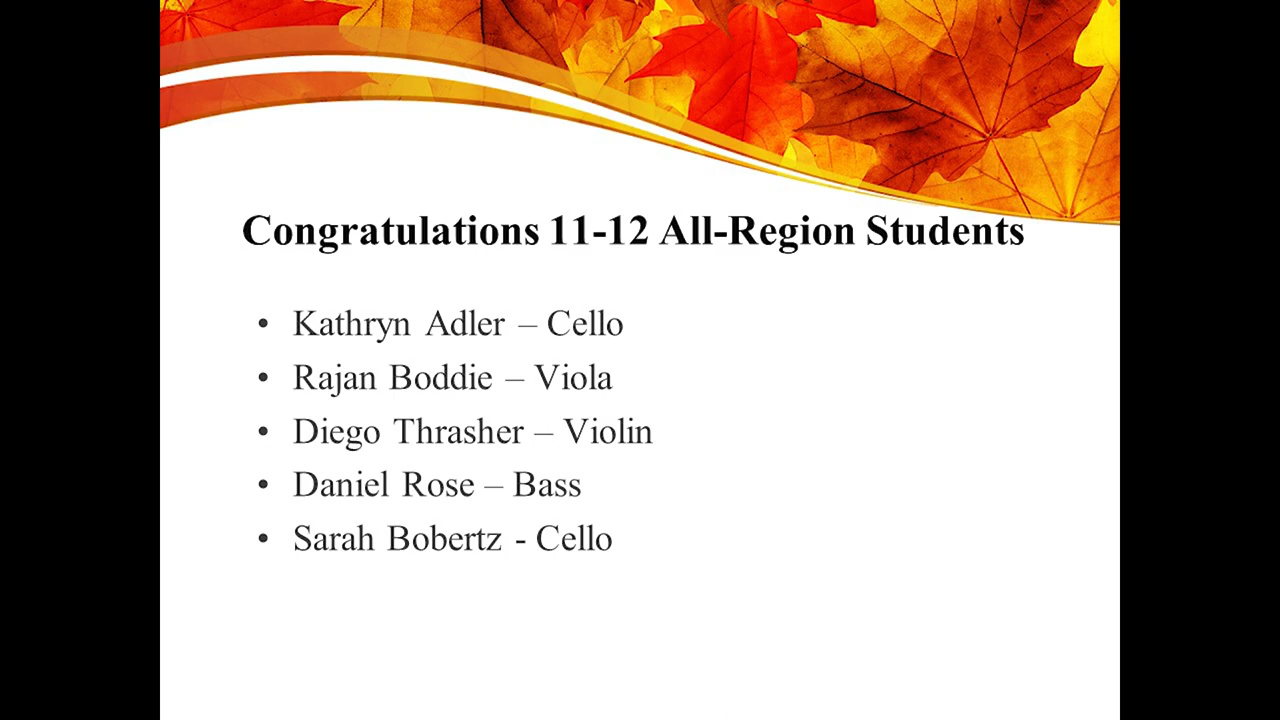 Congratulations 11-12 All-Region Students
• Kathryn Adler – Cello
• Rajan Boddie – Viola
• Diego Thrasher – Violin
• Daniel Rose – Bass
• Sarah Bobertz - Cello